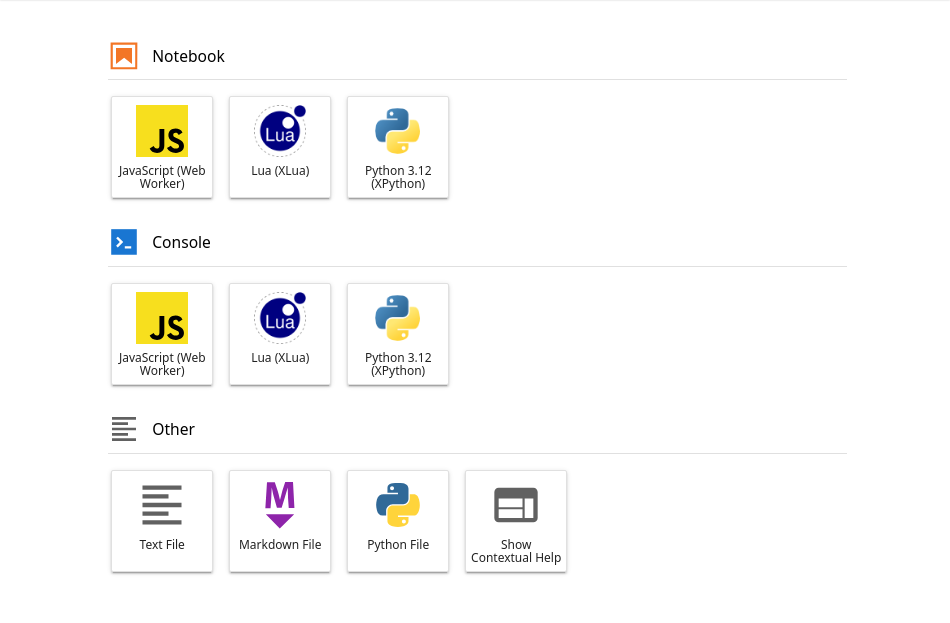 Notebook
JS
Lua
JavaScript (Web
Worker)
Lua (XLua)
Python 3.12
(XPython)
Console
JS
Lua
JavaScript (Web
Worker)
Lua (XLua)
Python 3.12
(XPython)
Other
M
Text File
Markdown File
Python File
Show
Contextual Help